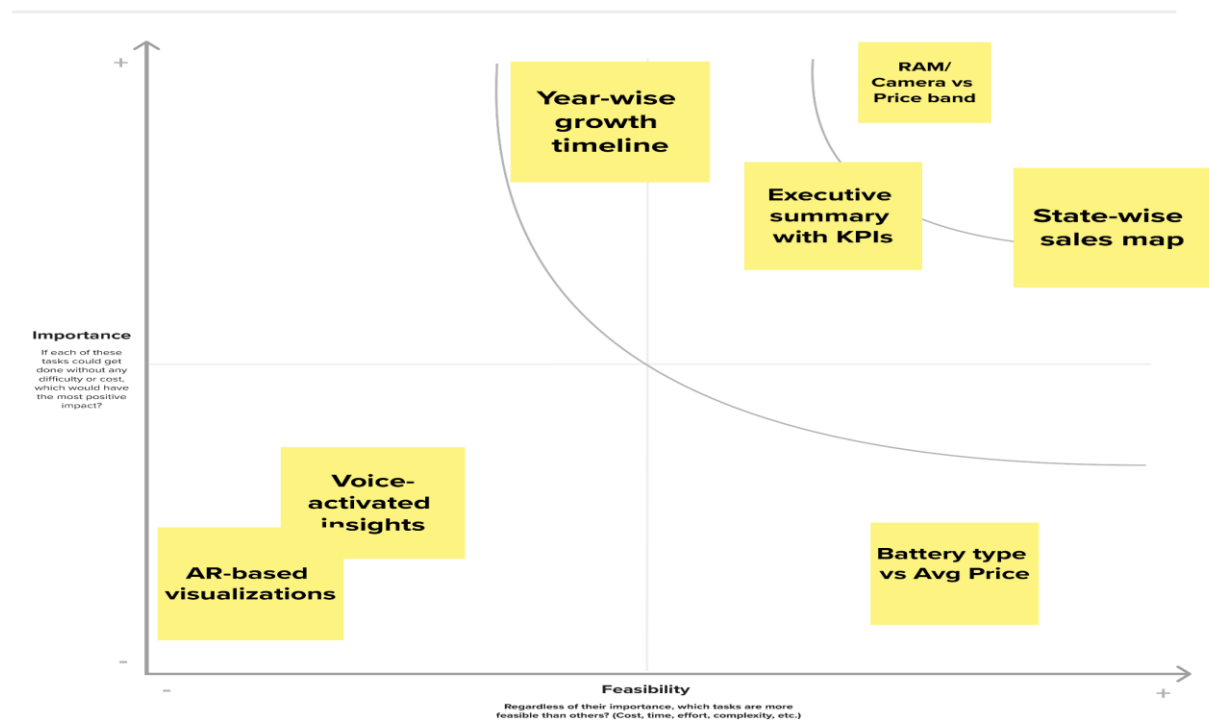 +
RAM/
Camera vs
Price band
Year-wise
growth
timeline
Executive
summary
with KPIs
State-wise
sales map
Importance
If each of these
tasks could get
done without any
difficulty or cost,
which would have
the most positive
impact?
Voice-
activated
insights
AR-based
visualizations
Battery type
vs Avg Price
-
-
Feasibility
+
Regardless of their importance, which tasks are more
feasible than others? (Cost, time, effort, complexity, etc.)